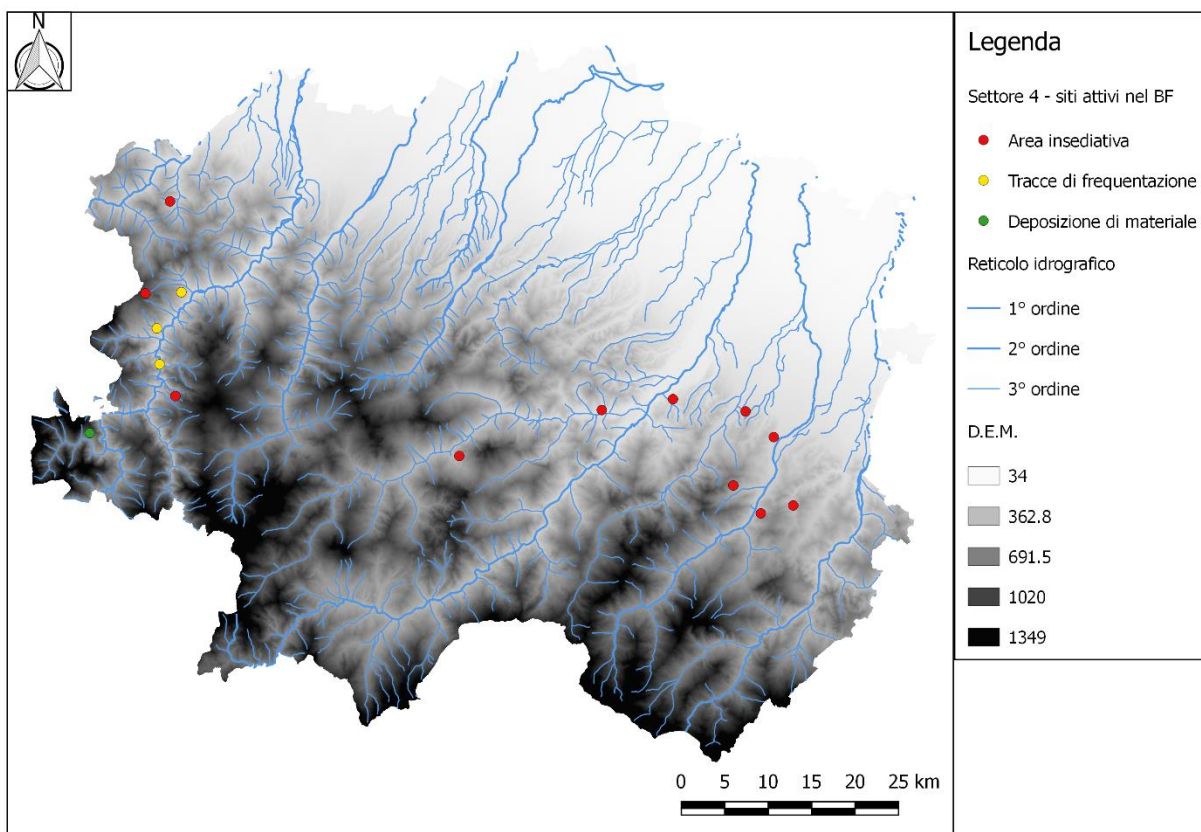 N
Legenda
Settore 4 - siti attivi nel BF
Area insediativa
Tracce di frequentazione
Deposizione di materiale
Reticolo idrografico
1° ordine
2° ordine
3° ordine
D.E.M.
34
362.8
691.5
1020
1349
0 5 10 15 20 25 km